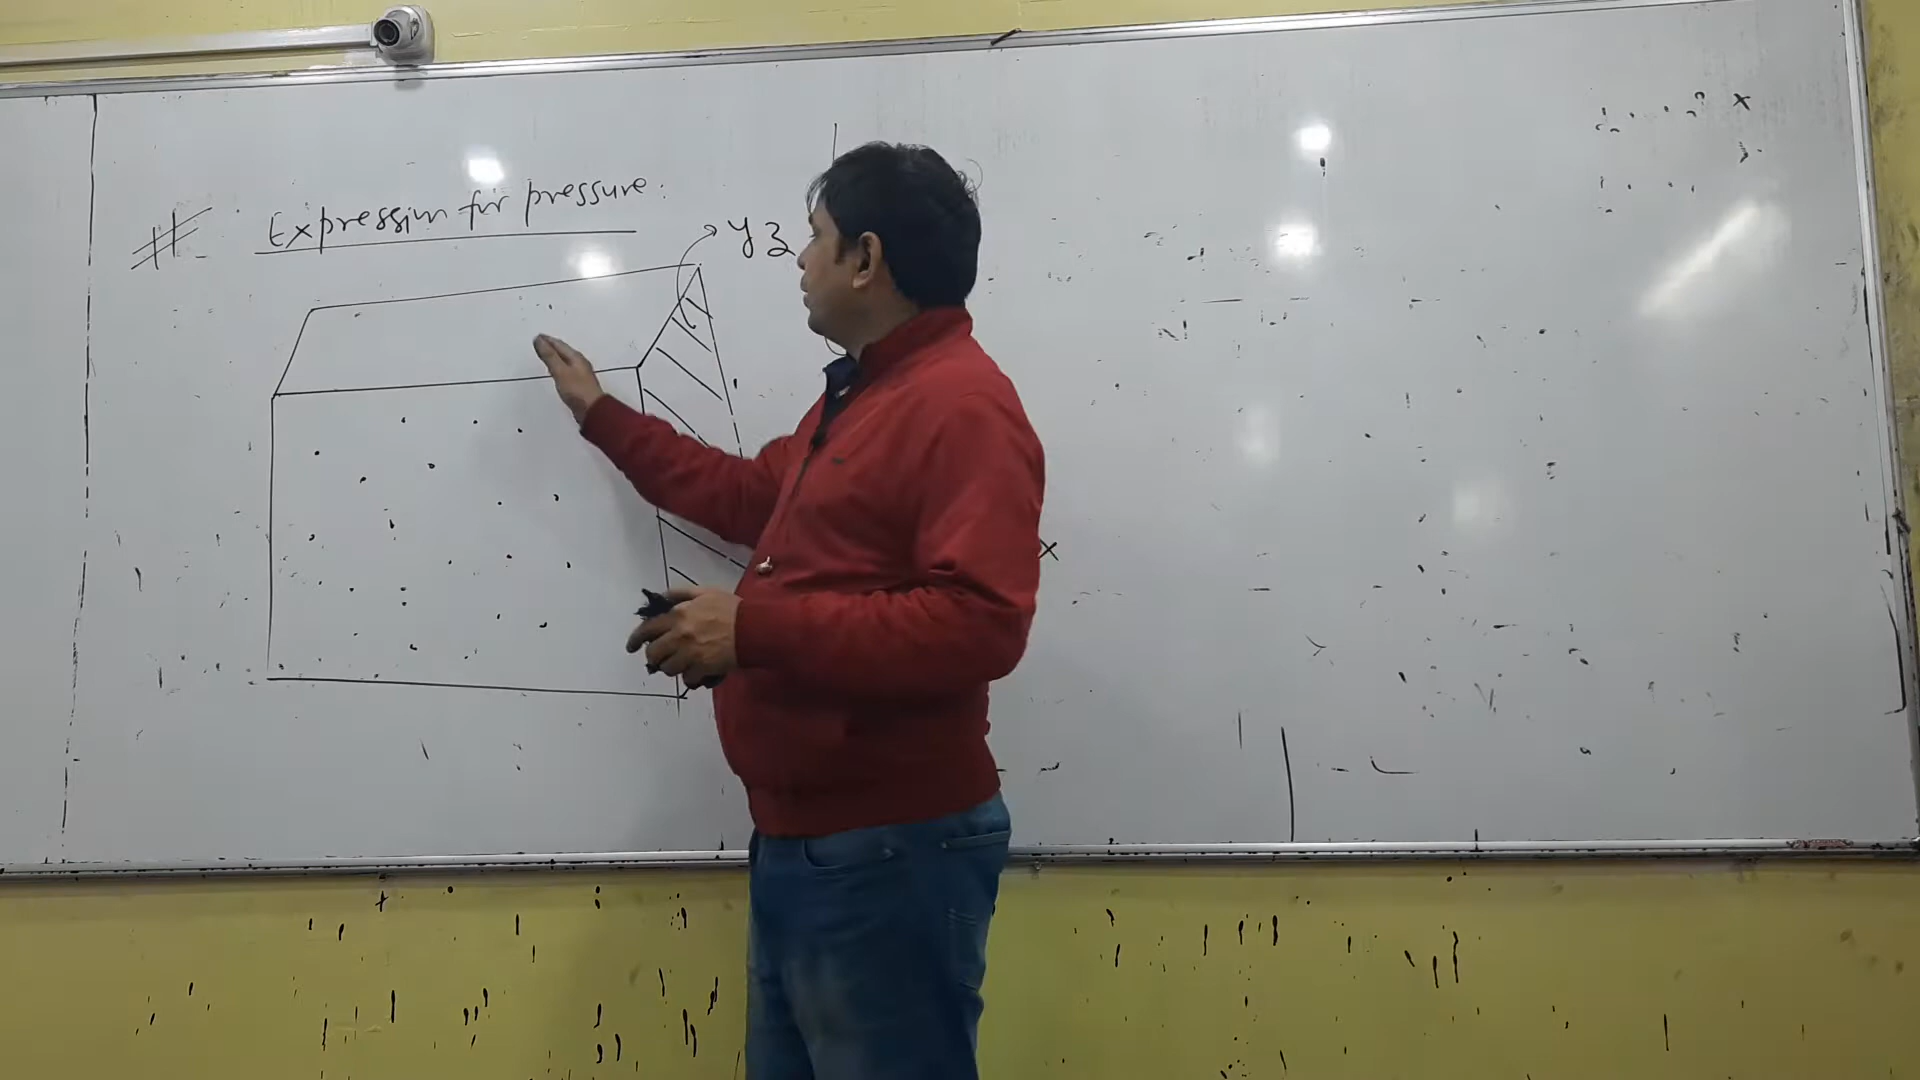 # Expression for pressure.
yz
x
x